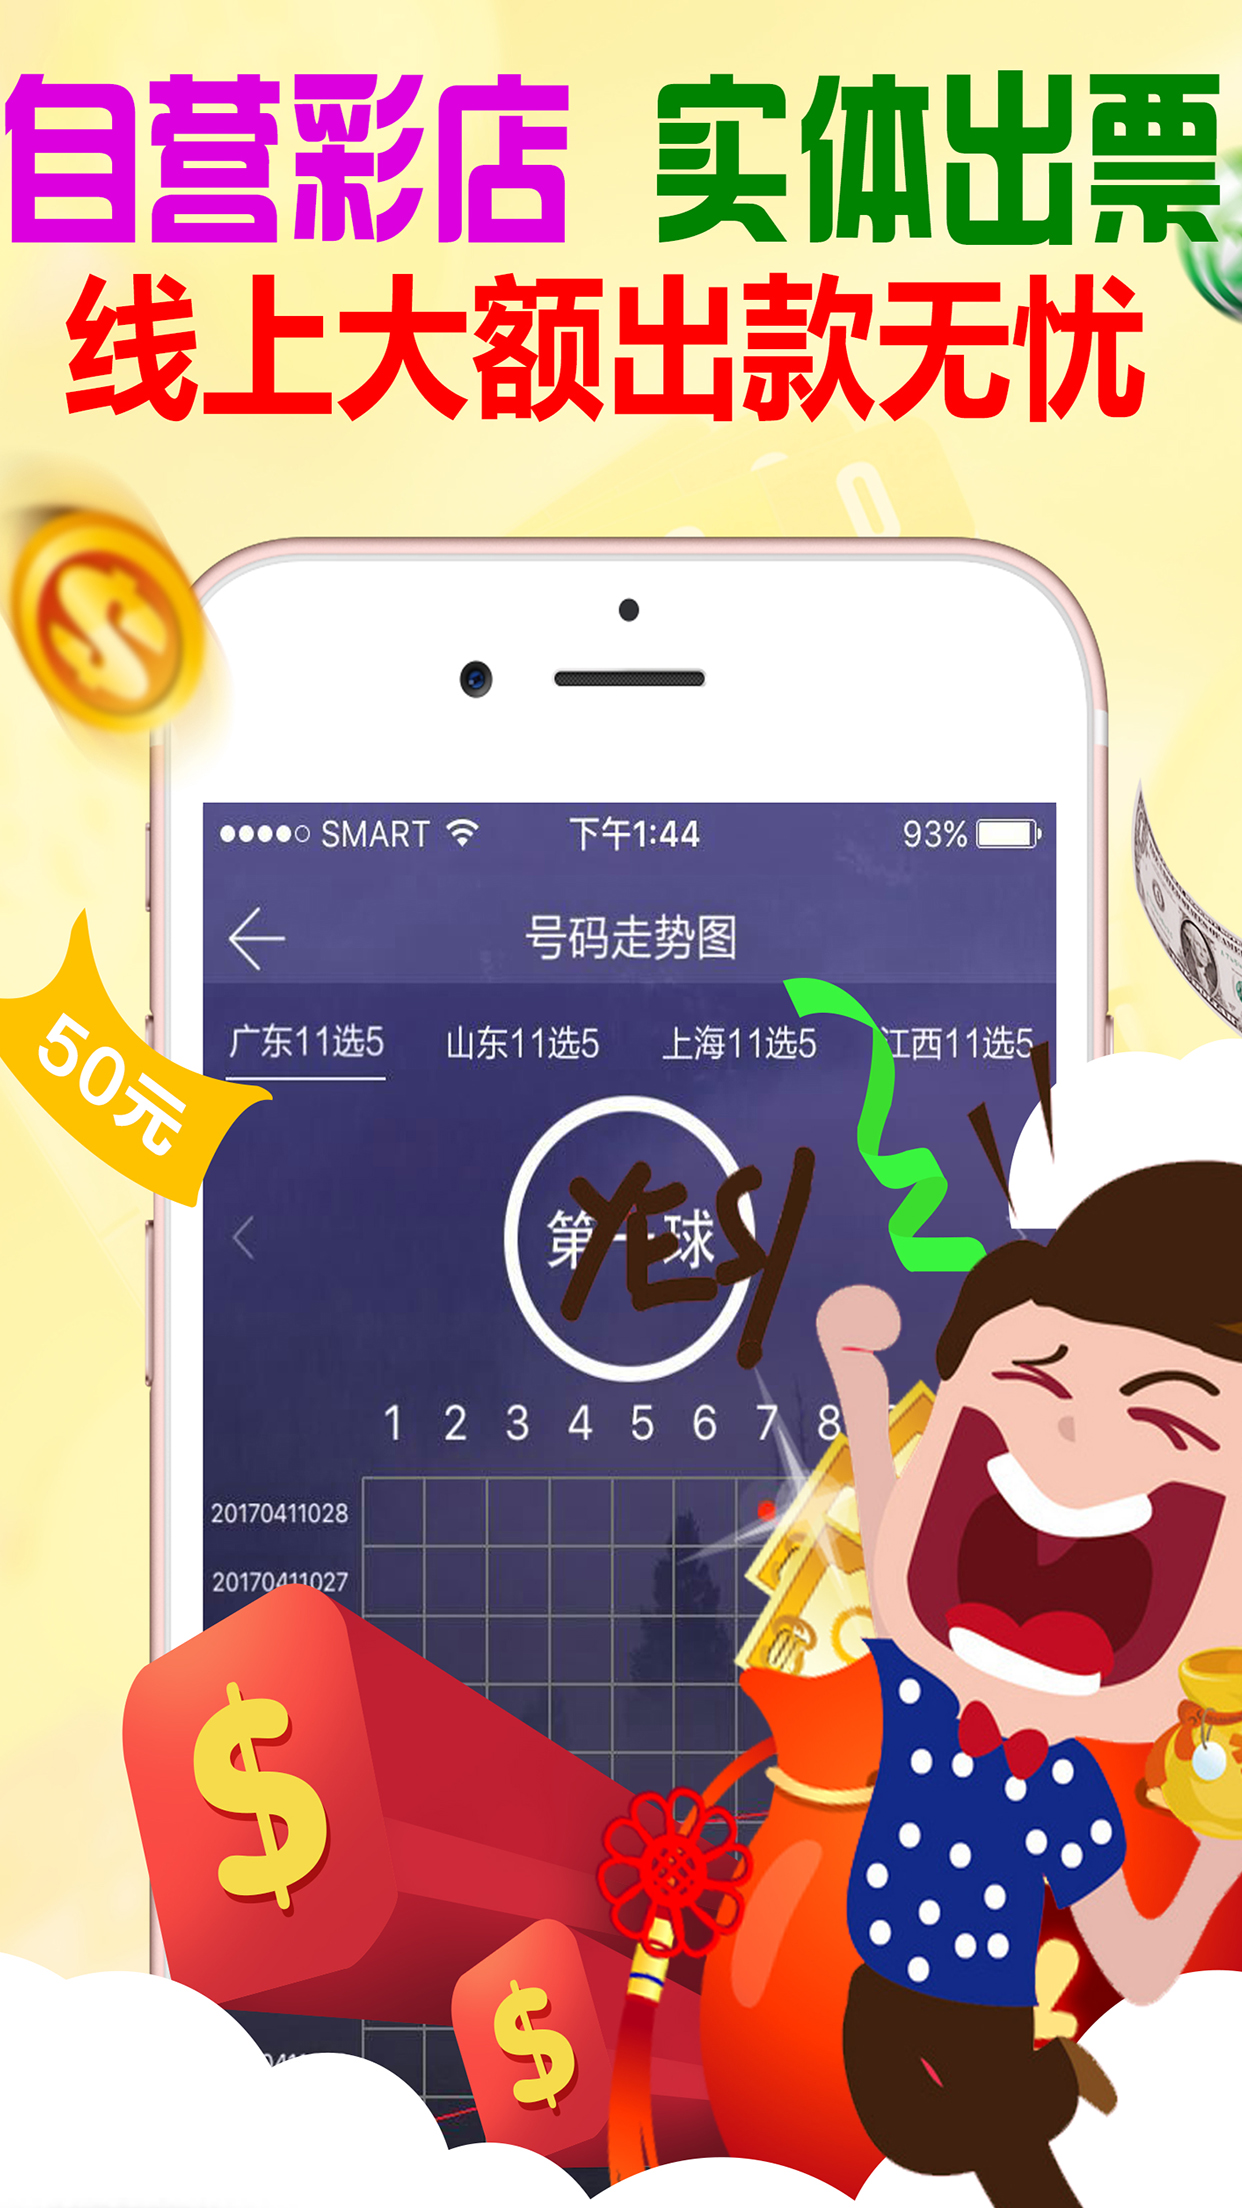 自营彩店 实体出票
线上大额出款无忧
SMART 下午1:44 93%
号码走势图
50元
广东11选5 山东11选5 上海11选5 江西11选5
第一球
YES!
1 2 3 4 5 6 7 8
20170411028
20170411027
$
$